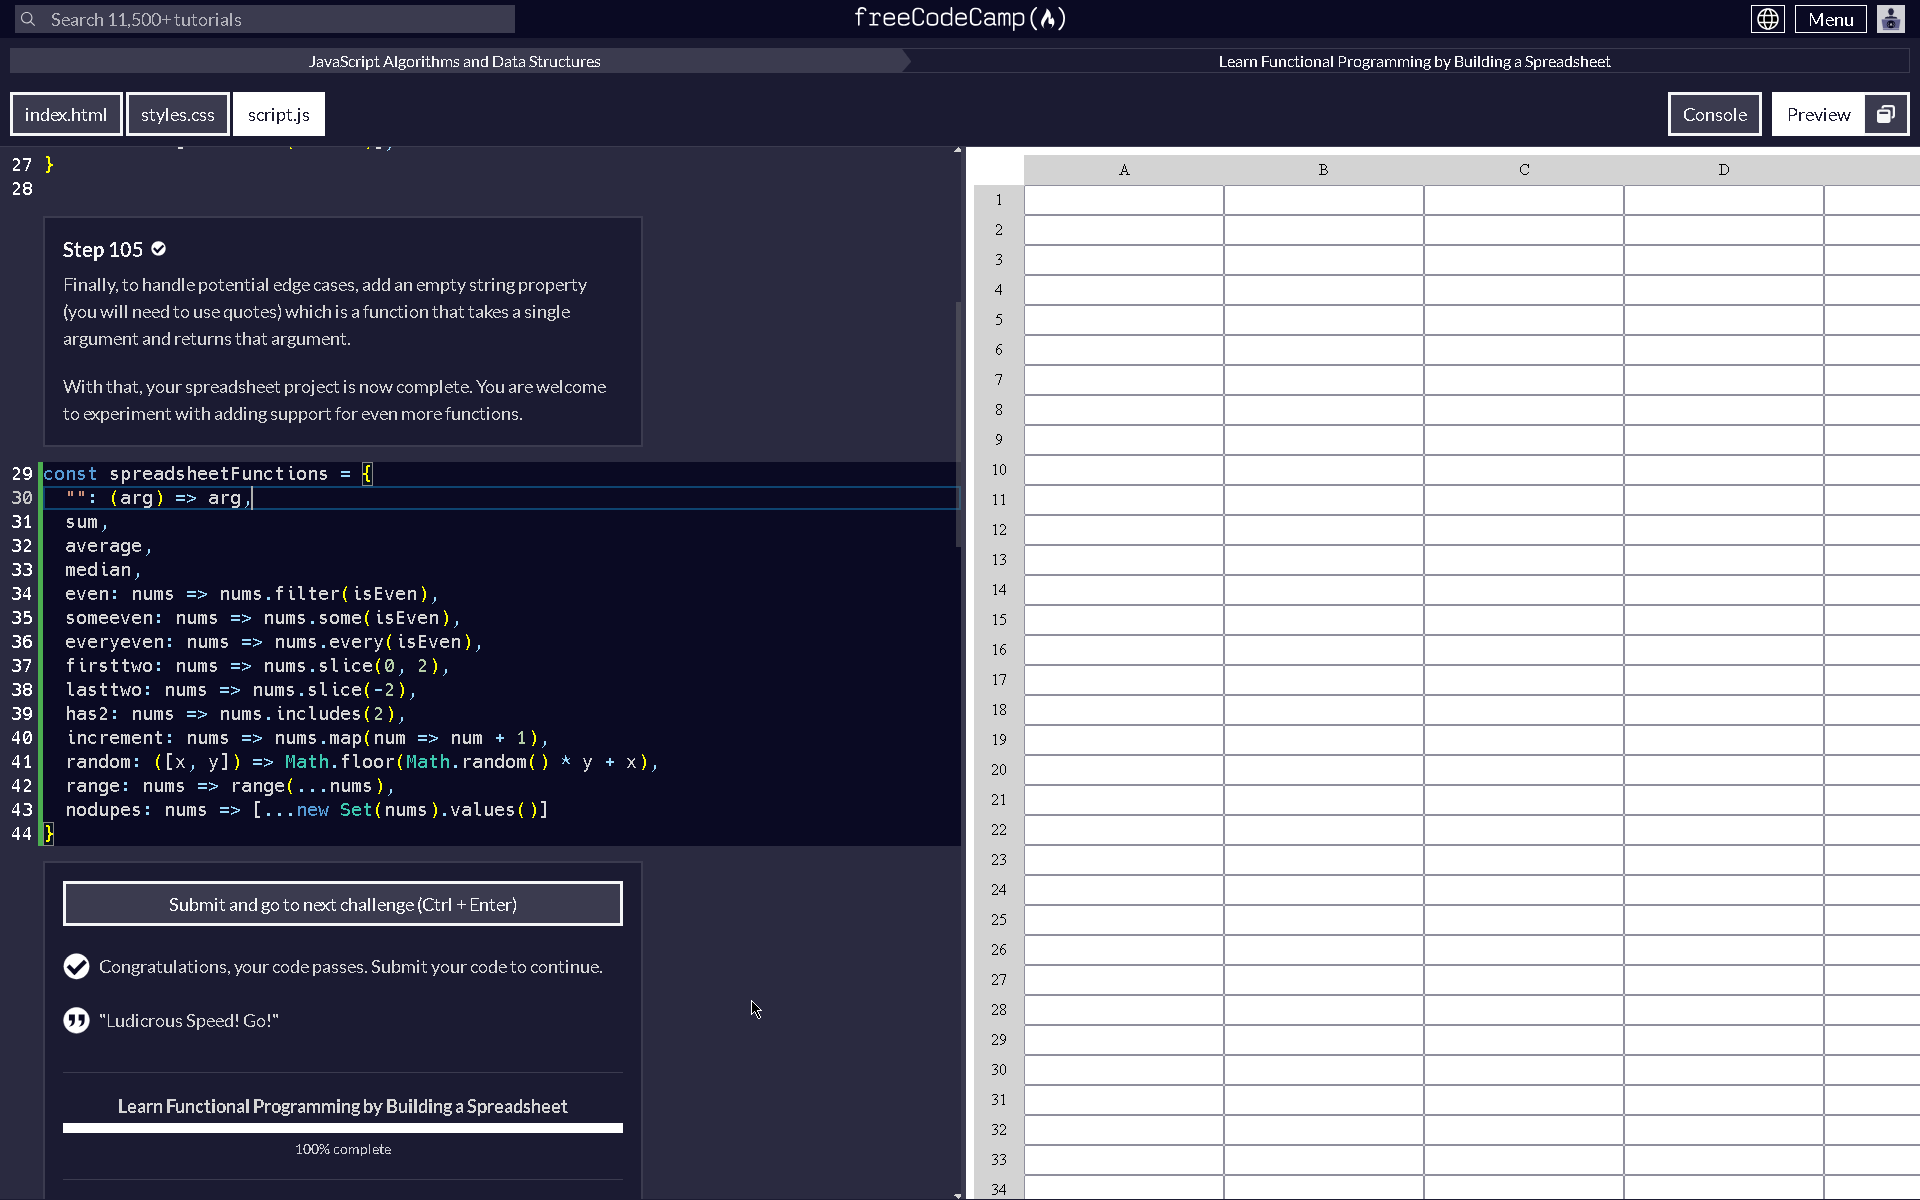 Search 11,500+ tutorials
freeCodeCamp
Menu
JavaScript Algorithms and Data Structures
Learn Functional Programming by Building a Spreadsheet
index.html
styles.css
script.js
Console
Preview
27 }
28
Step 105
Finally, to handle potential edge cases, add an empty string property
(you will need to use quotes) which is a function that takes a single
argument and returns that argument.
With that, your spreadsheet project is now complete. You are welcome
to experiment with adding support for even more functions.
29 const spreadsheetFunctions = {
30   "": (arg) => arg,
31   sum,
32   average,
33   median,
34   even: nums => nums.filter(isEven),
35   someeven: nums => nums.some(isEven),
36   everyeven: nums => nums.every(isEven),
37   firsttwo: nums => nums.slice(0, 2),
38   lasttwo: nums => nums.slice(-2),
39   has2: nums => nums.includes(2),
40   increment: nums => nums.map(num => num + 1),
41   random: ([x, y]) => Math.floor(Math.random() * y + x),
42   range: nums => range(...nums),
43   nodupes: nums => [...new Set(nums).values()]
44 }
Submit and go to next challenge (Ctrl + Enter)
Congratulations, your code passes. Submit your code to continue.
"Ludicrous Speed! Go!"
Learn Functional Programming by Building a Spreadsheet
100% complete
A B C D
1
2
3
4
5
6
7
8
9
10
11
12
13
14
15
16
17
18
19
20
21
22
23
24
25
26
27
28
29
30
31
32
33
34